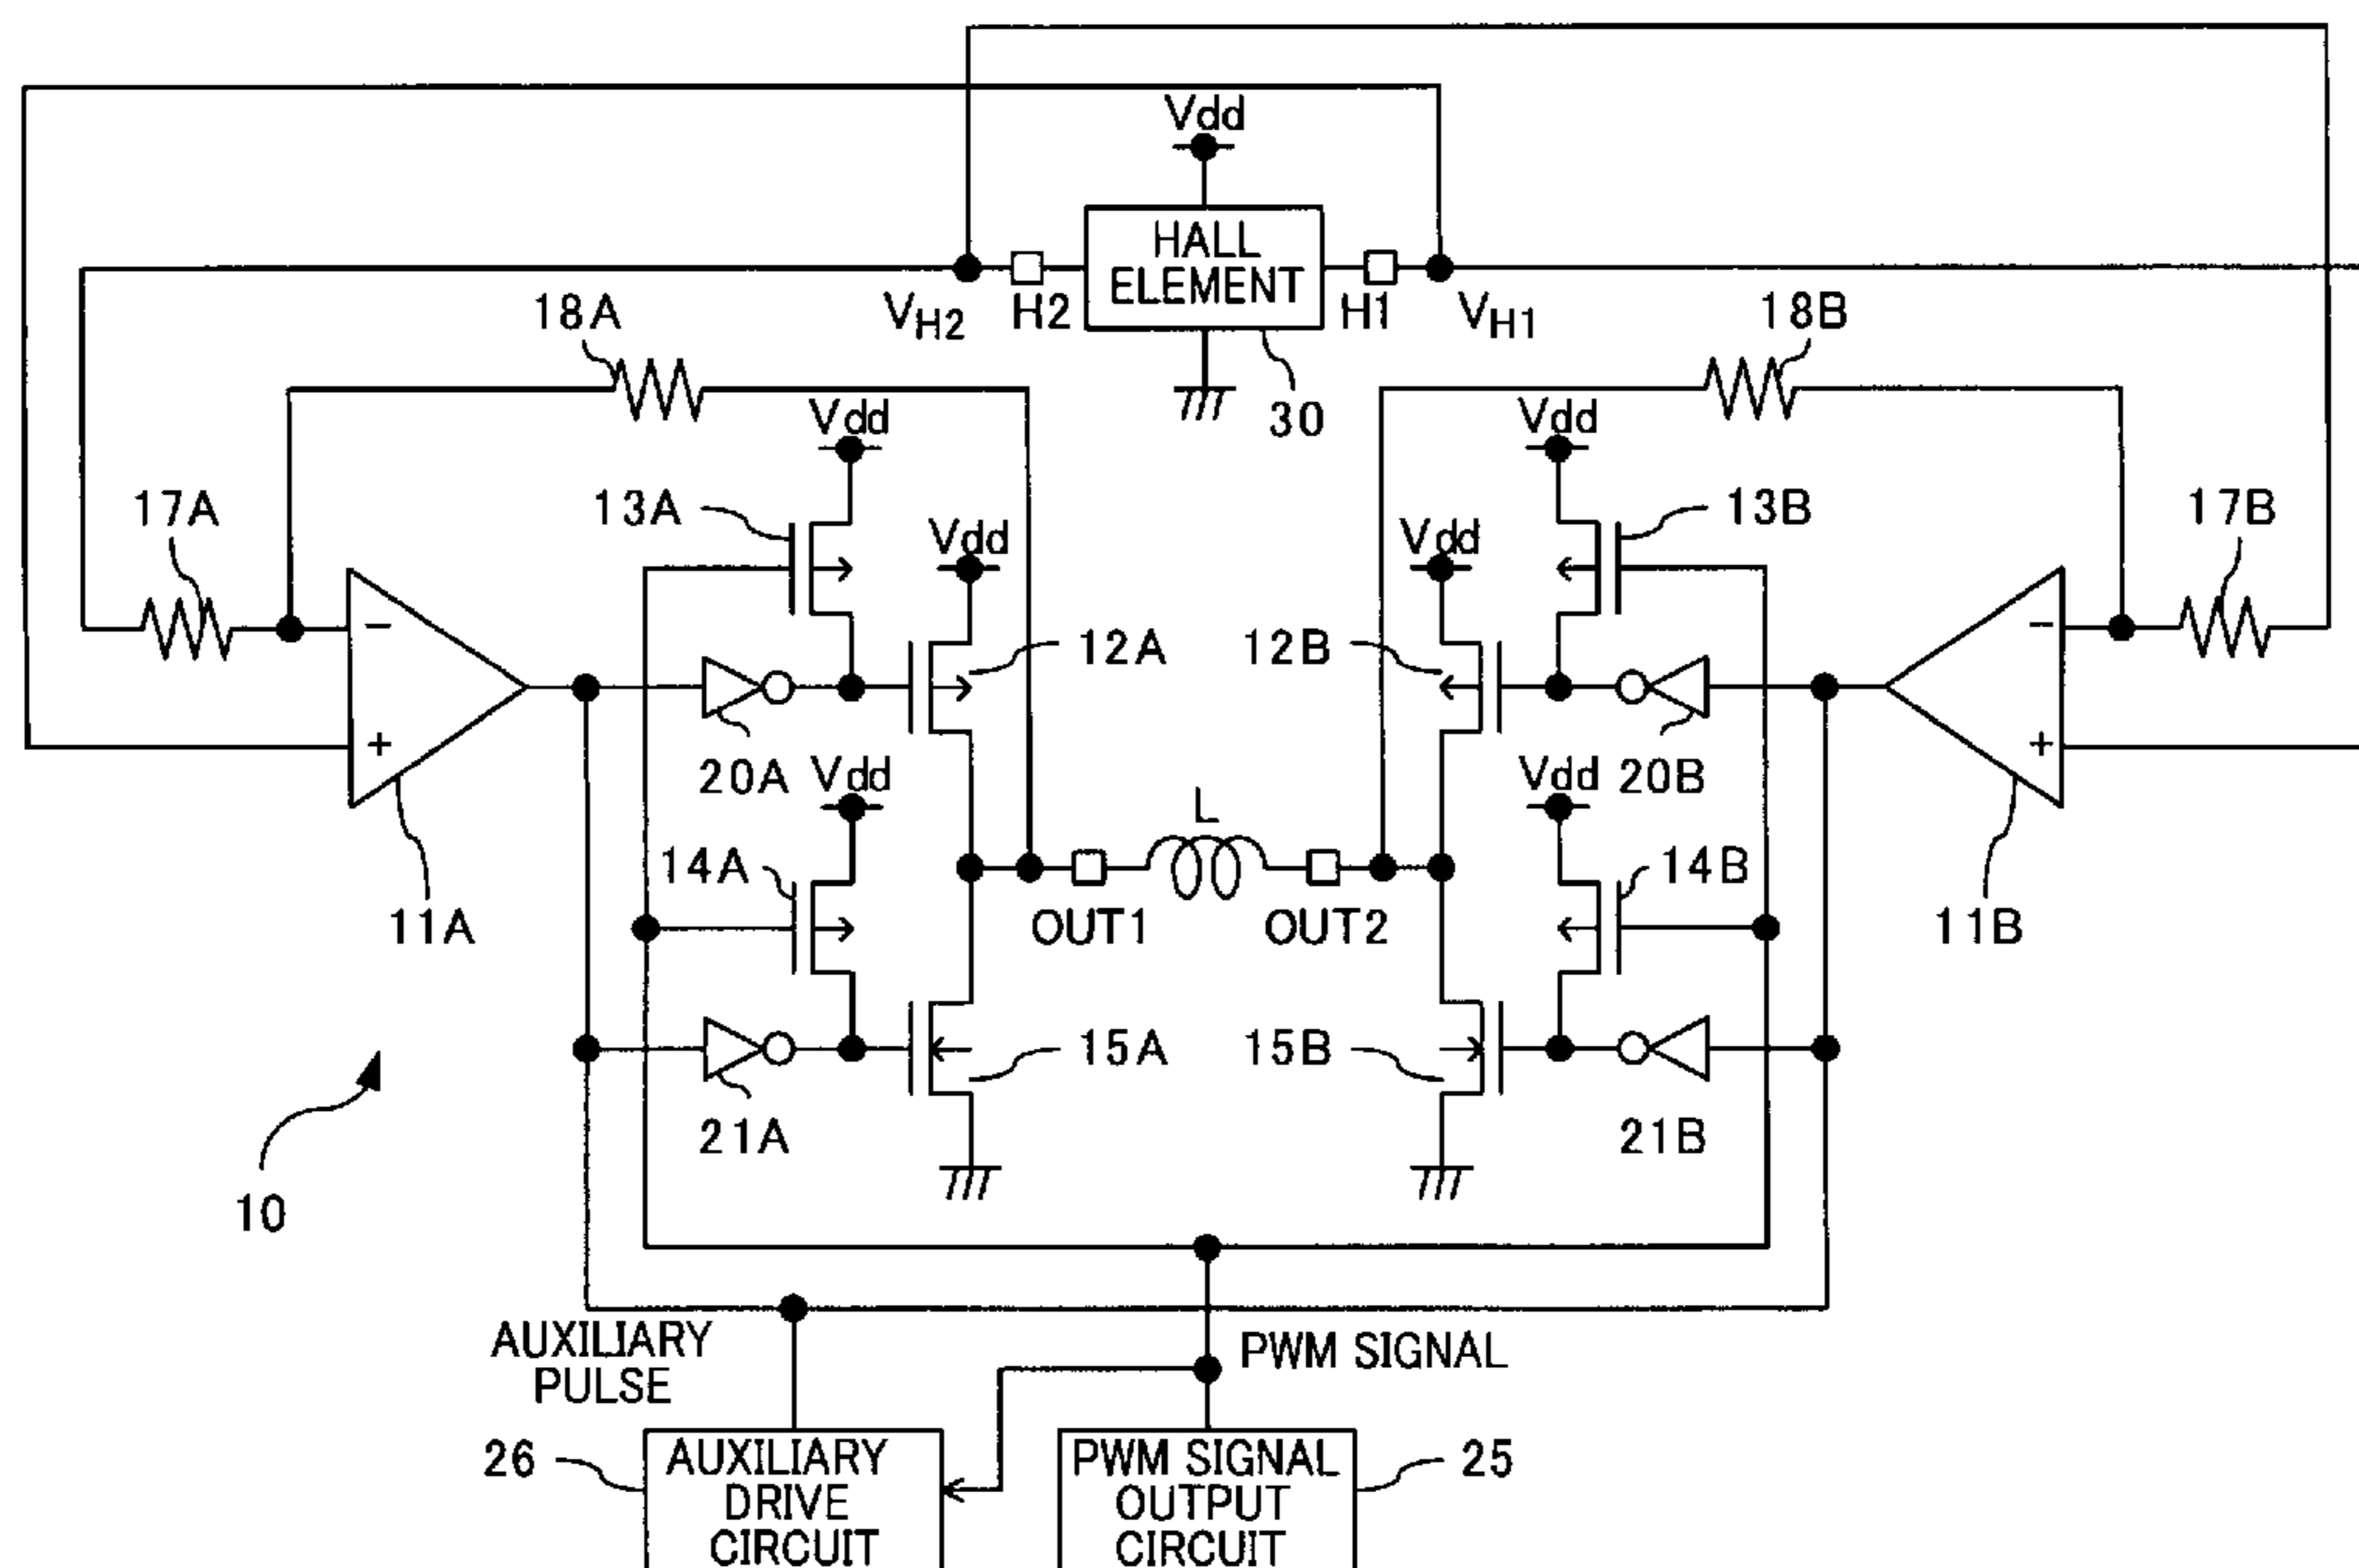 Vdd
HALL
ELEMENT
VH2
H2
H1
VH1
18A
18B
30
Vdd
Vdd
17A
13A
Vdd
Vdd
13B
17B
−
12A
12B
−
+
20A
Vdd
Vdd
20B
+
L
14A
14B
11A
OUT1
OUT2
11B
15A
15B
21A
21B
10
AUXILIARY
PULSE
PWM SIGNAL
26
AUXILIARY
DRIVE
CIRCUIT
PWM SIGNAL
OUTPUT
CIRCUIT
25